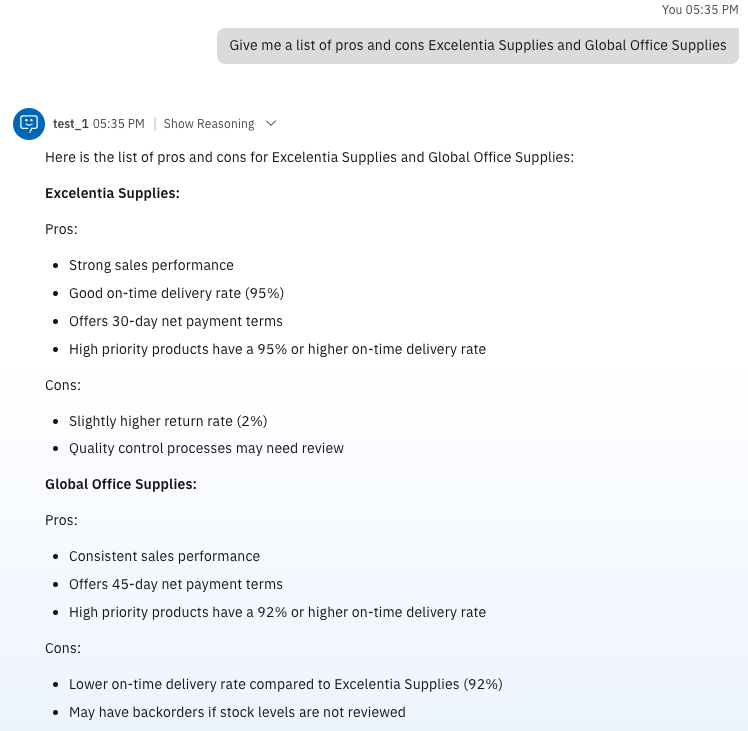 You 05:35 PM
Give me a list of pros and cons Excelentia Supplies and Global Office Supplies
test_1 05:35 PM | Show Reasoning
Here is the list of pros and cons for Excelentia Supplies and Global Office Supplies:
Excelentia Supplies:
Pros:
• Strong sales performance
• Good on-time delivery rate (95%)
• Offers 30-day net payment terms
• High priority products have a 95% or higher on-time delivery rate
Cons:
• Slightly higher return rate (2%)
• Quality control processes may need review
Global Office Supplies:
Pros:
• Consistent sales performance
• Offers 45-day net payment terms
• High priority products have a 92% or higher on-time delivery rate
Cons:
• Lower on-time delivery rate compared to Excelentia Supplies (92%)
• May have backorders if stock levels are not reviewed